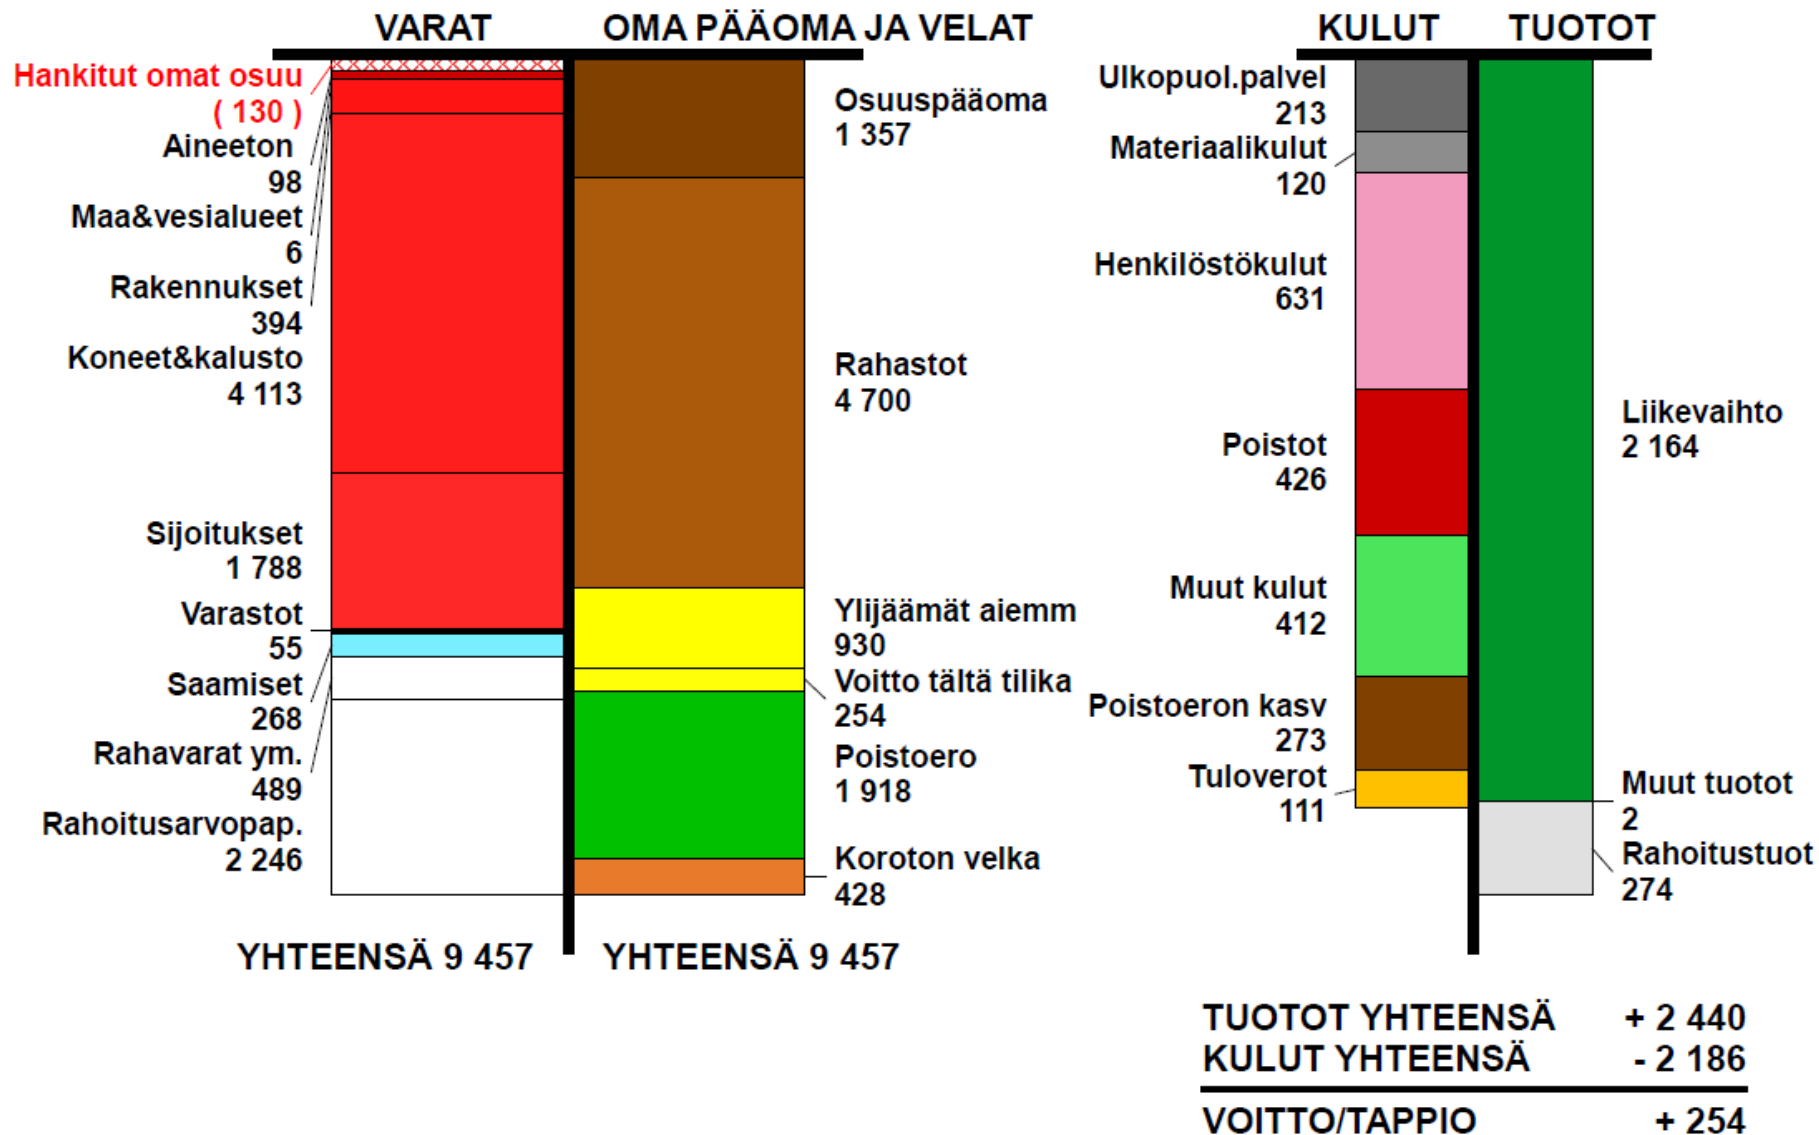 VARAT
OMA PÄÄOMA JA VELAT
Hankitut omat osuu
( 130 )
Aineeton
98
Maa&vesialueet
6
Rakennukset
394
Koneet&kalusto
4 113
Sijoitukset
1 788
Varastot
55
Saamiset
268
Rahavarat ym.
489
Rahoitusarvopap.
2 246
Osuuspääoma
1 357
Rahastot
4 700
Ylijäämät aiemm
930
Voitto tältä tilika
254
Poistoero
1 918
Koroton velka
428
YHTEENSÄ 9 457
YHTEENSÄ 9 457
KULUT
TUOTOT
Ulkopuol.palvel
213
Materiaalikulut
120
Henkilöstökulut
631
Poistot
426
Muut kulut
412
Poistoeron kasv
273
Tuloverot
111
Liikevaihto
2 164
Muut tuotot
2
Rahoitustuot
274
TUOTOT YHTEENSÄ + 2 440
KULUT YHTEENSÄ - 2 186
VOITTO/TAPPIO + 254